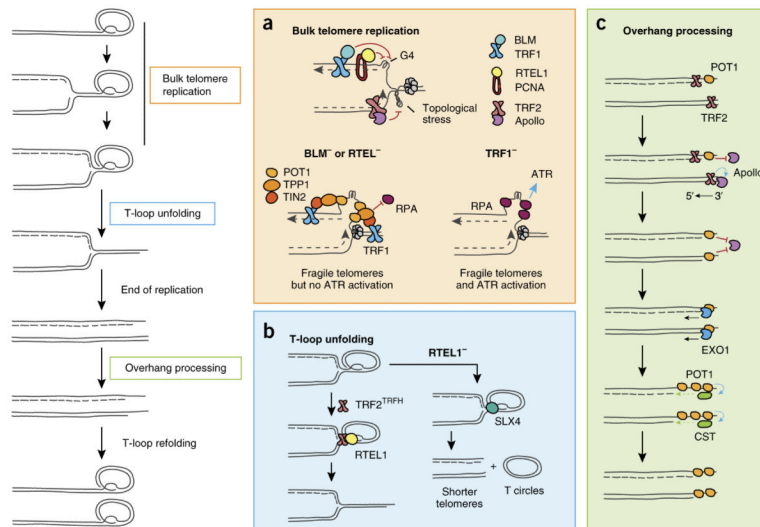 Bulk telomere
replication
T-loop unfolding
End of replication
Overhang processing
T-loop refolding
a
Bulk telomere replication
G4
BLM
TRF1
RTEL1
PCNA
TRF2
Apollo
Topological
stress
BLM⁻ or RTEL⁻
POT1
TPP1
TIN2
RPA
TRF1
Fragile telomeres
but no ATR activation
TRF1⁻
ATR
RPA
Fragile telomeres
and ATR activation
b
T-loop unfolding
RTEL1⁻
TRF2ᵀᴿꟳᴴ
RTEL1
SLX4
+
Shorter
telomeres
T circles
c
Overhang processing
POT1
TRF2
Apollo
5′ ← 3′
EXO1
POT1
CST